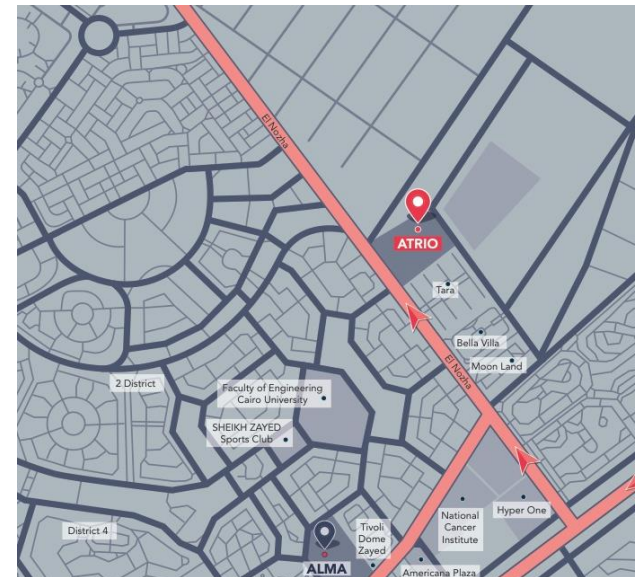 El Nozha
ATRIO
Tara
Bella Villa
Moon Land
El Nozha
2 District
Faculty of Engineering
Cairo University
SHEIKH ZAYED
Sports Club
District 4
ALMA
Tivoli
Dome
Zayed
National
Cancer
Institute
Hyper One
Americana Plaza